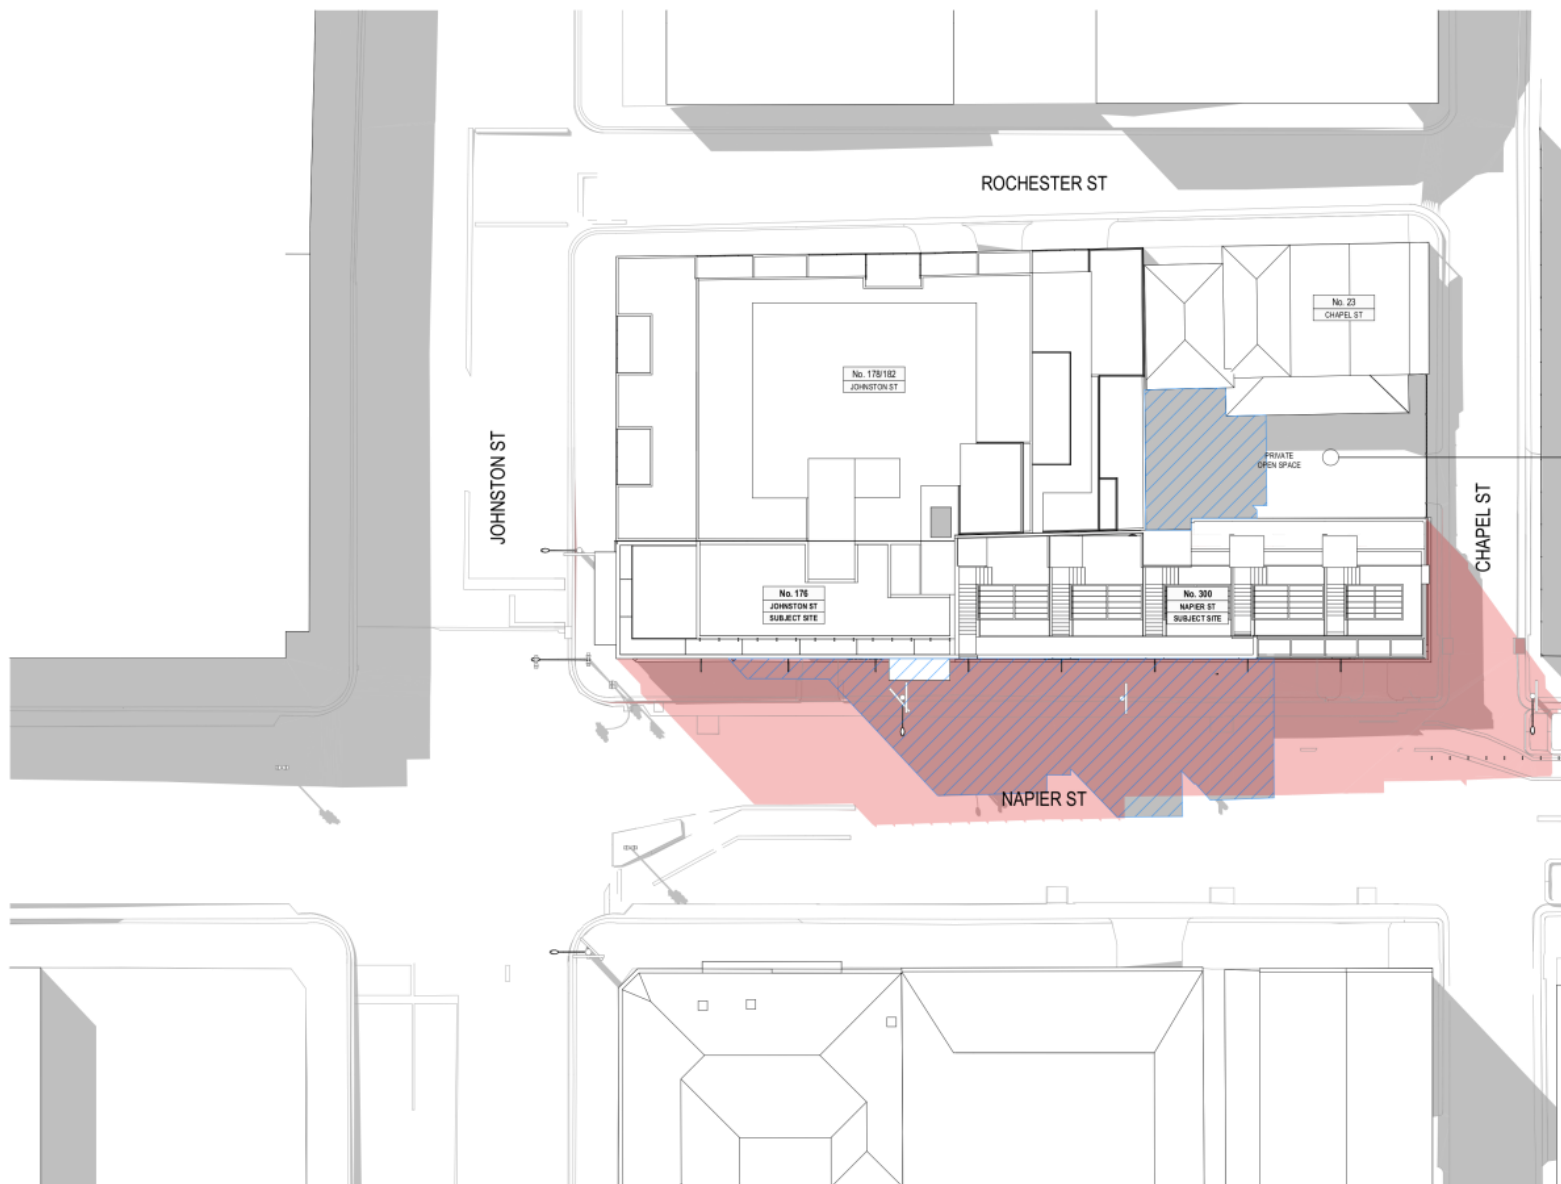 ROCHESTER ST
No. 23
CHAPEL ST
No. 178/182
JOHNSTON ST
JOHNSTON ST
PRIVATE
OPEN SPACE
CHAPEL ST
No. 176
JOHNSTON ST
SUBJECT SITE
No. 300
NAPIER ST
SUBJECT SITE
NAPIER ST